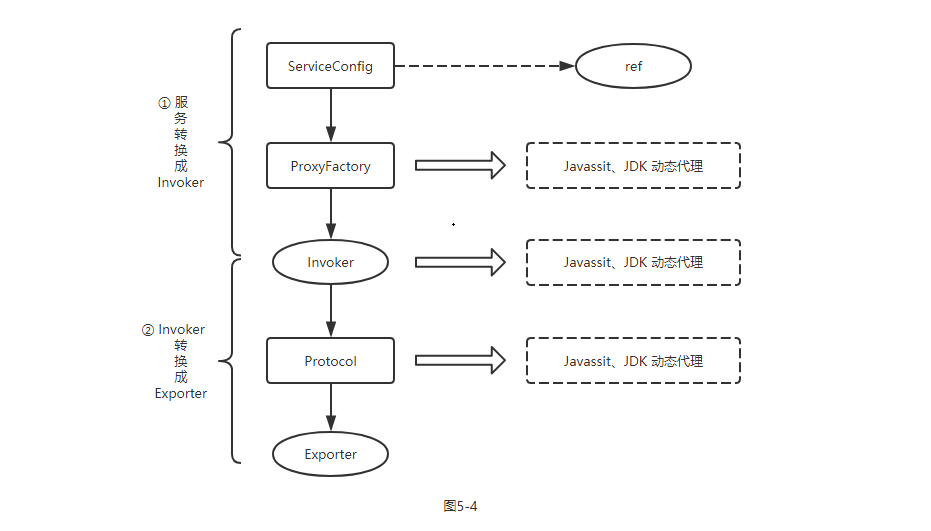 ServiceConfig
ref
① 服
务
转
换
成
Invoker
ProxyFactory
Javassit、JDK 动态代理
Invoker
Javassit、JDK 动态代理
② Invoker
转
换
成
Exporter
Protocol
Javassit、JDK 动态代理
Exporter
图5-4